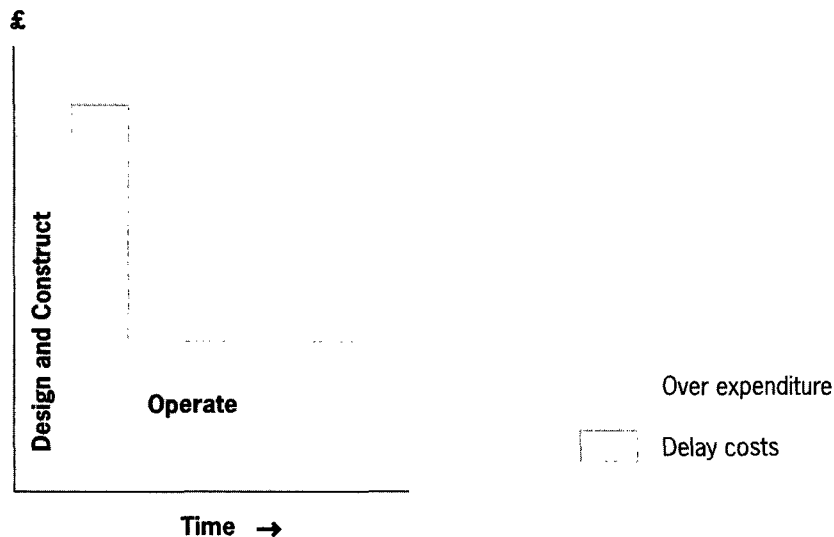 £
Design and Construct
Operate
Over expenditure
Delay costs
Time →